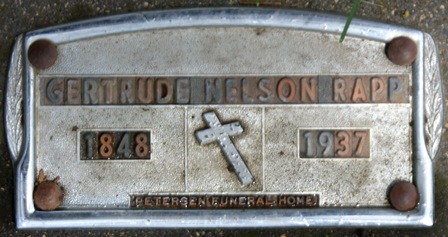 GERTRUDE NELSON RAPP
1848 1937
PETERSEN FUNERAL HOME